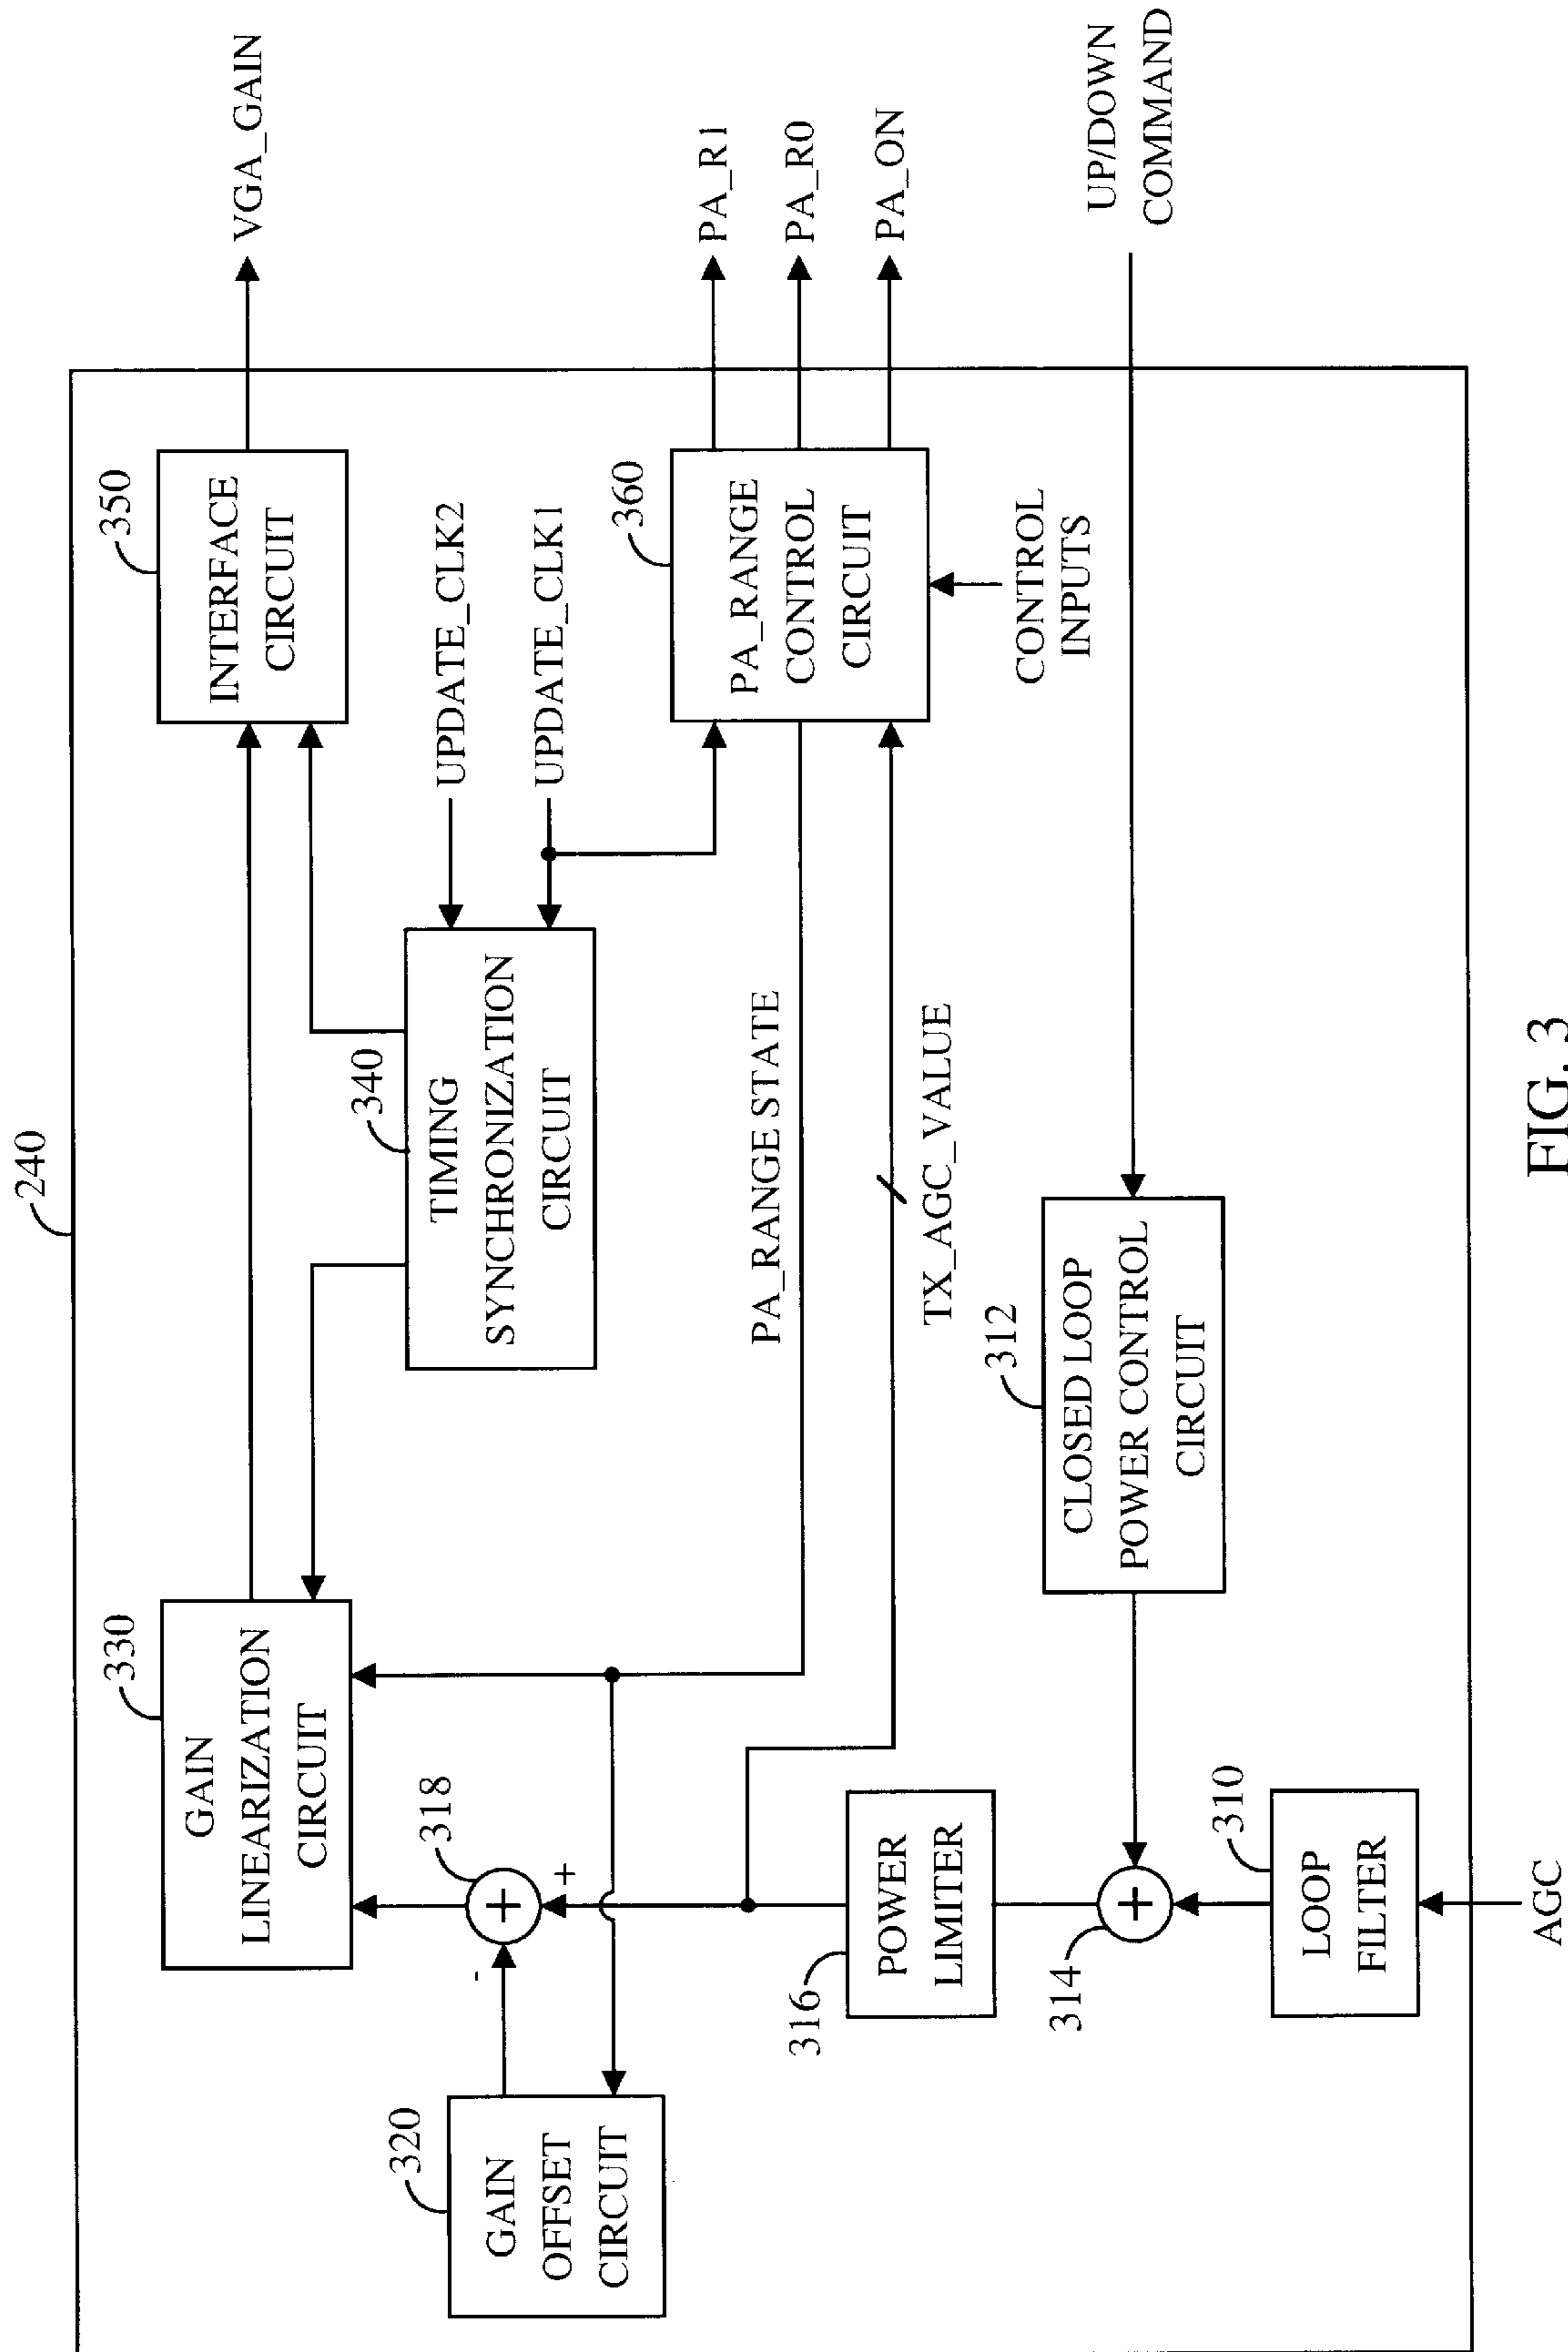 240
330
GAIN
LINEARIZATION
CIRCUIT
350
INTERFACE
CIRCUIT
VGA_GAIN
340
TIMING
SYNCHRONIZATION
CIRCUIT
UPDATE_CLK2
UPDATE_CLK1
320
GAIN
OFFSET
CIRCUIT
318
+
-
+
360
PA_RANGE
CONTROL
CIRCUIT
PA_R1
PA_R0
PA_ON
PA_RANGE STATE
TX_AGC_VALUE
CONTROL
INPUTS
316
POWER
LIMITER
312
CLOSED LOOP
POWER CONTROL
CIRCUIT
UP/DOWN
COMMAND
314
+
310
LOOP
FILTER
AGC
FIG. 3